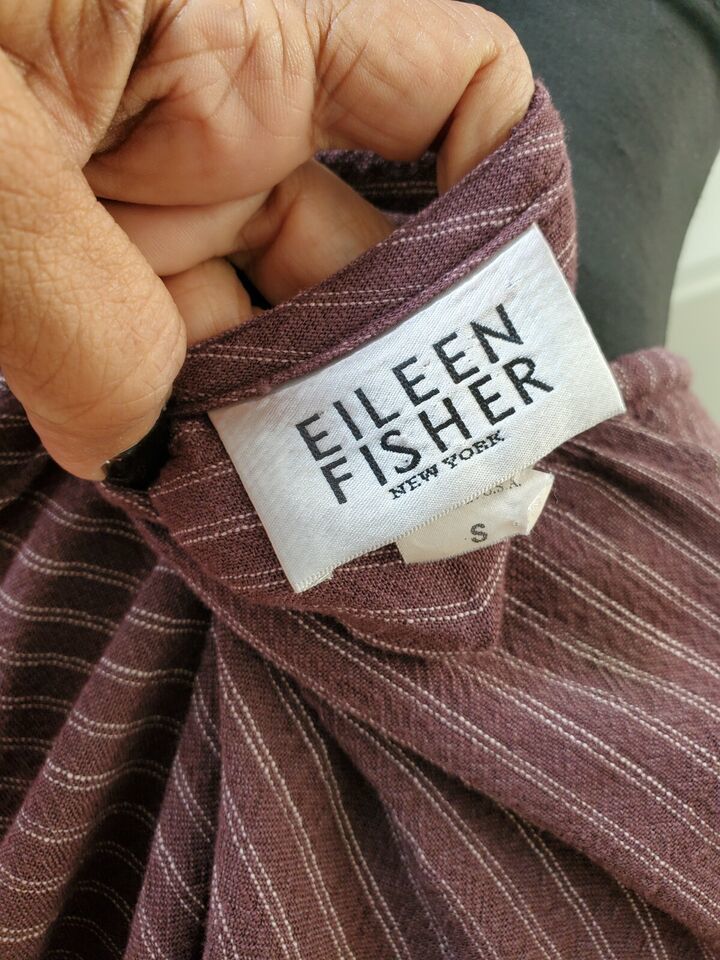 EILEEN
FISHER
NEW YORK
U.S.A.
S